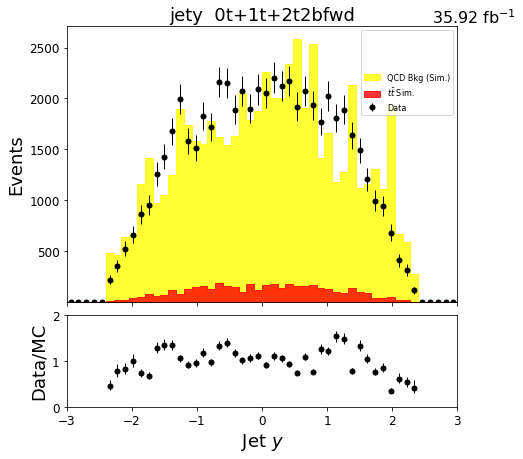 jety 0t+1t+2t2bfwd
35.92 fb⁻¹
QCD Bkg (Sim.)
tt̄ Sim.
Data
Events
2500
2000
1500
1000
500
Data/MC
2
1
0
−3 −2 −1 0 1 2 3
Jet y